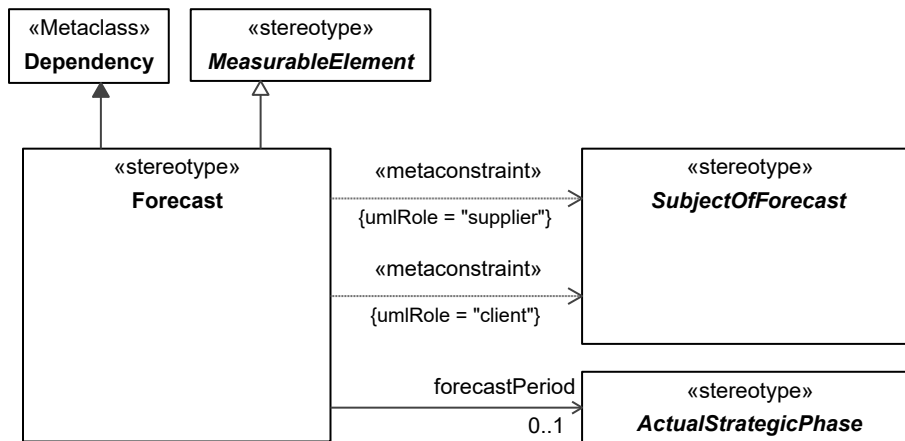 «Metaclass»
Dependency
«stereotype»
MeasurableElement
«stereotype»
Forecast
«metaconstraint»
{umlRole = "supplier"}
«metaconstraint»
{umlRole = "client"}
«stereotype»
SubjectOfForecast
forecastPeriod
0..1
«stereotype»
ActualStrategicPhase